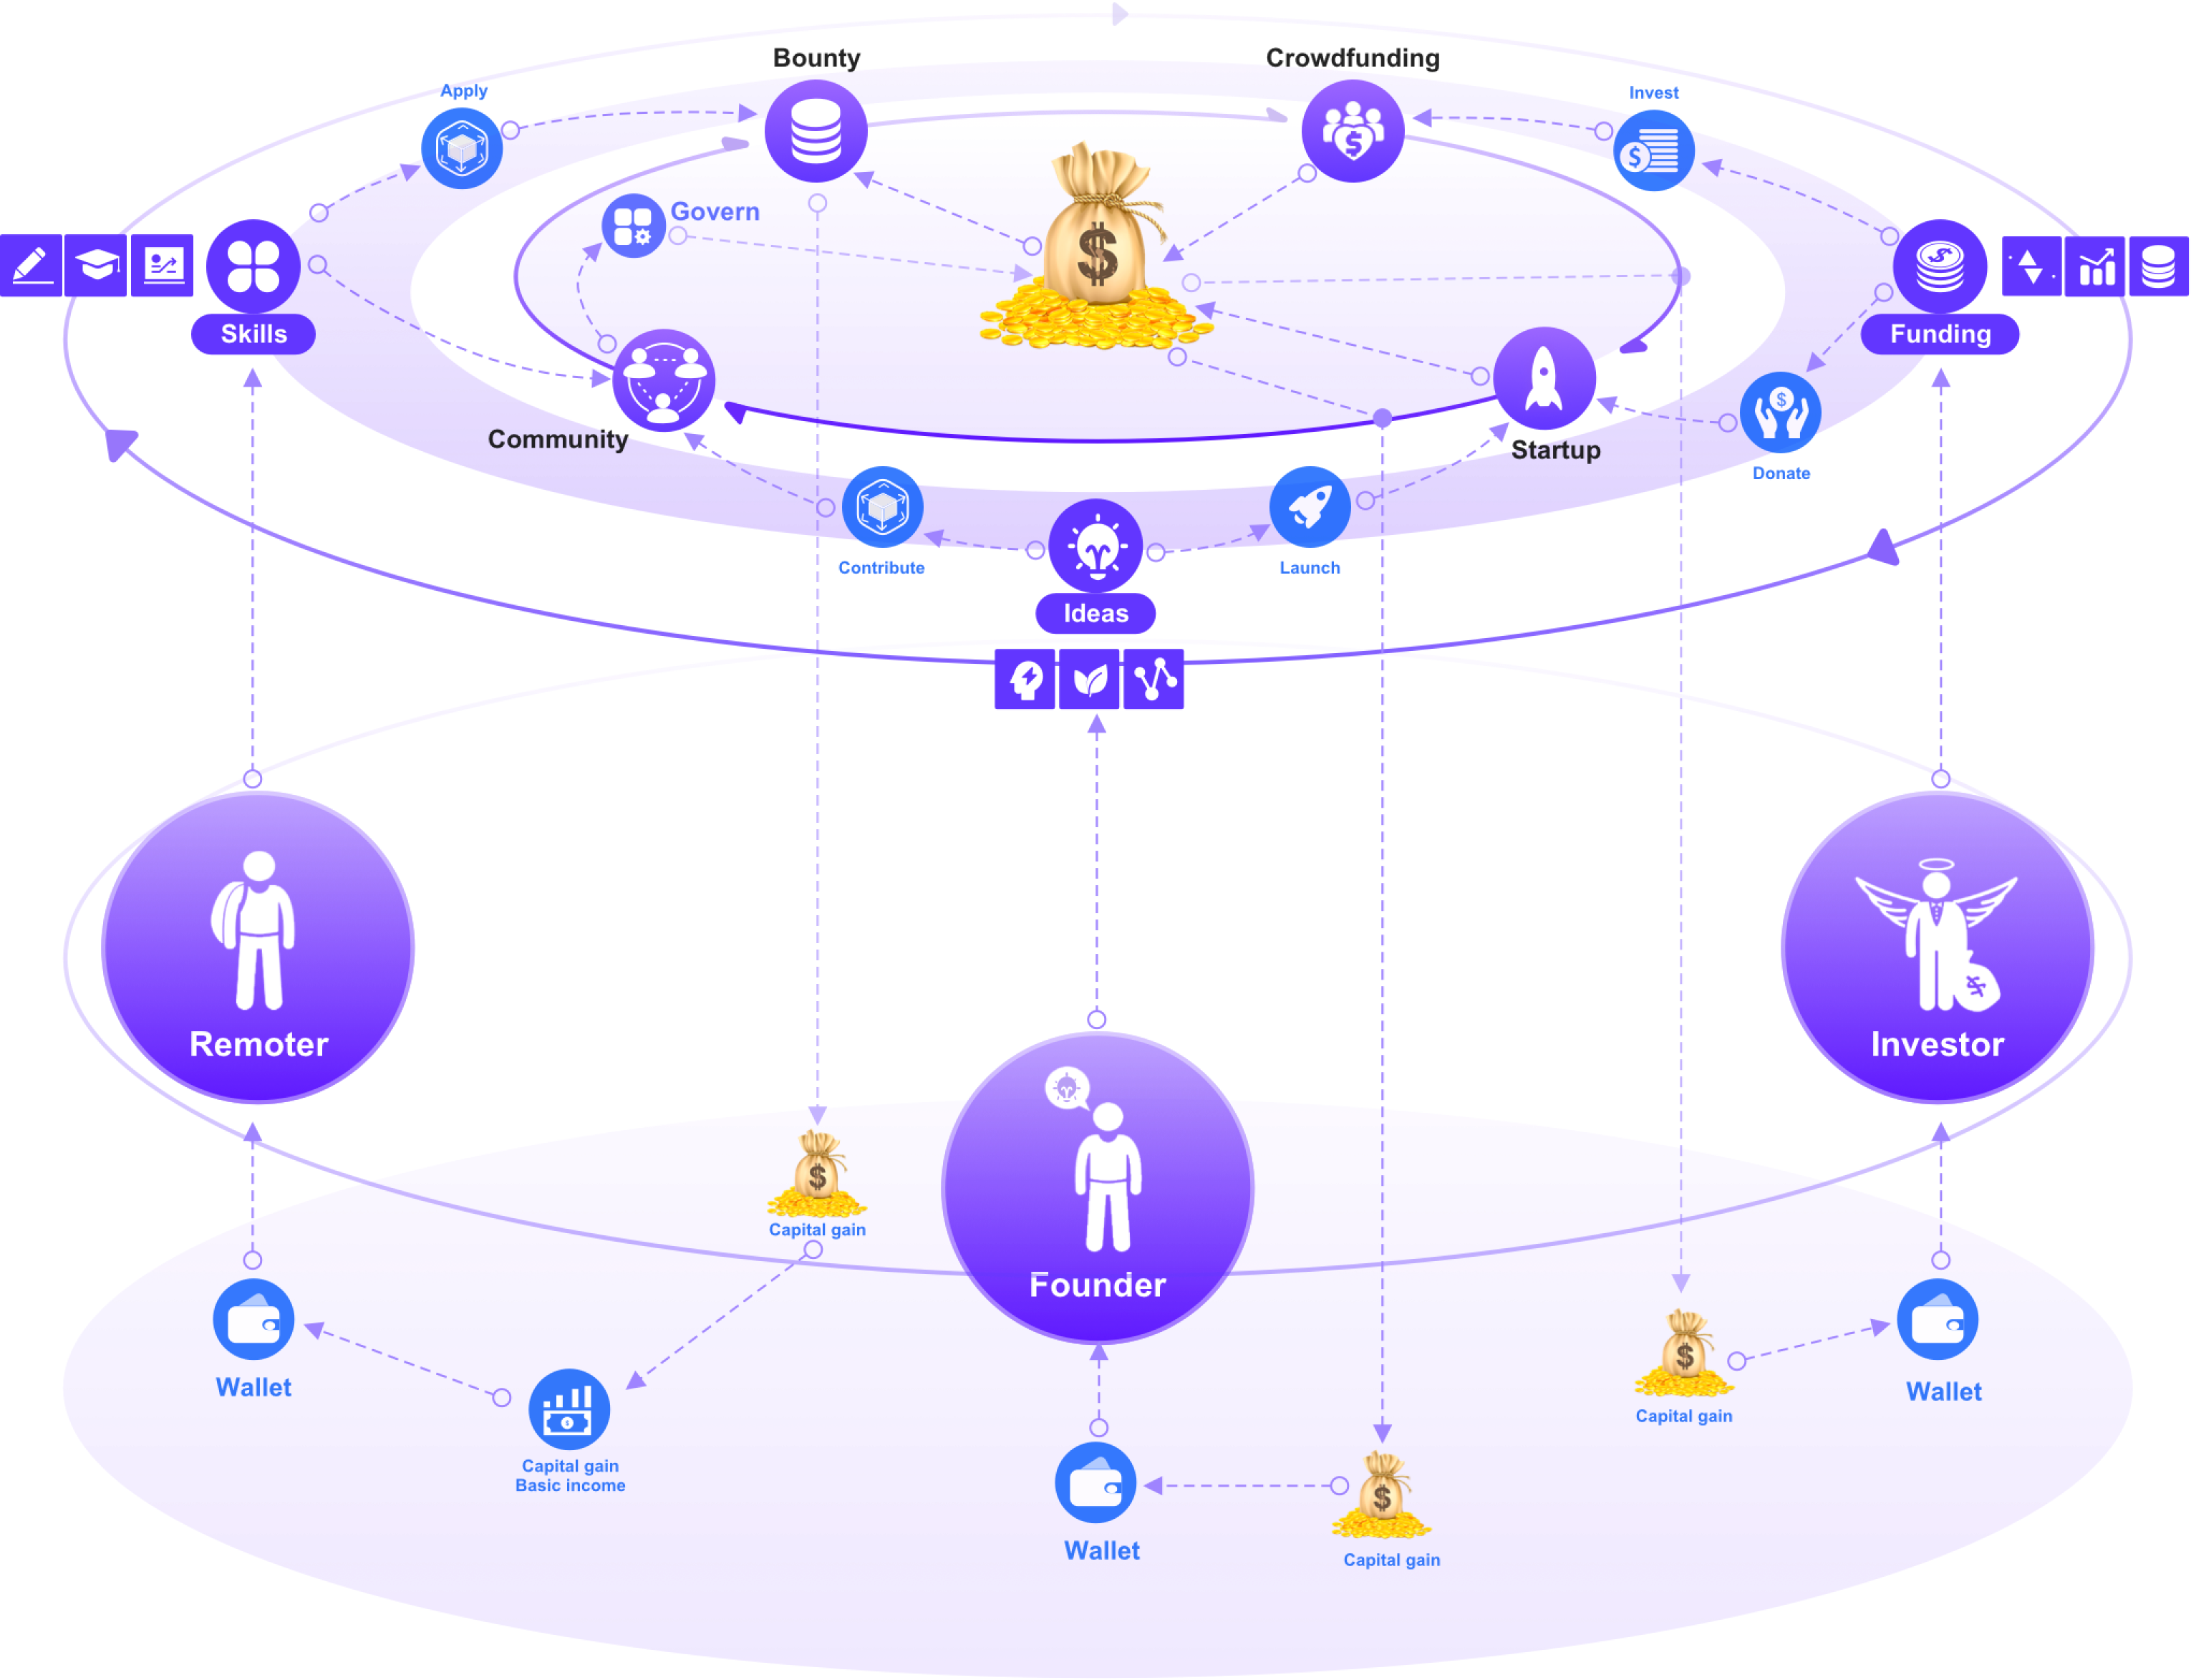 Bounty
Crowdfunding
Apply
Invest
Govern
$
$
$
Skills
Funding
$
Community
Startup
Donate
Contribute
Launch
Ideas
Remoter
Investor
$
Capital gain
Founder
Wallet
$
Wallet
Capital gain
Capital gain
Basic income
$
Wallet
Capital gain